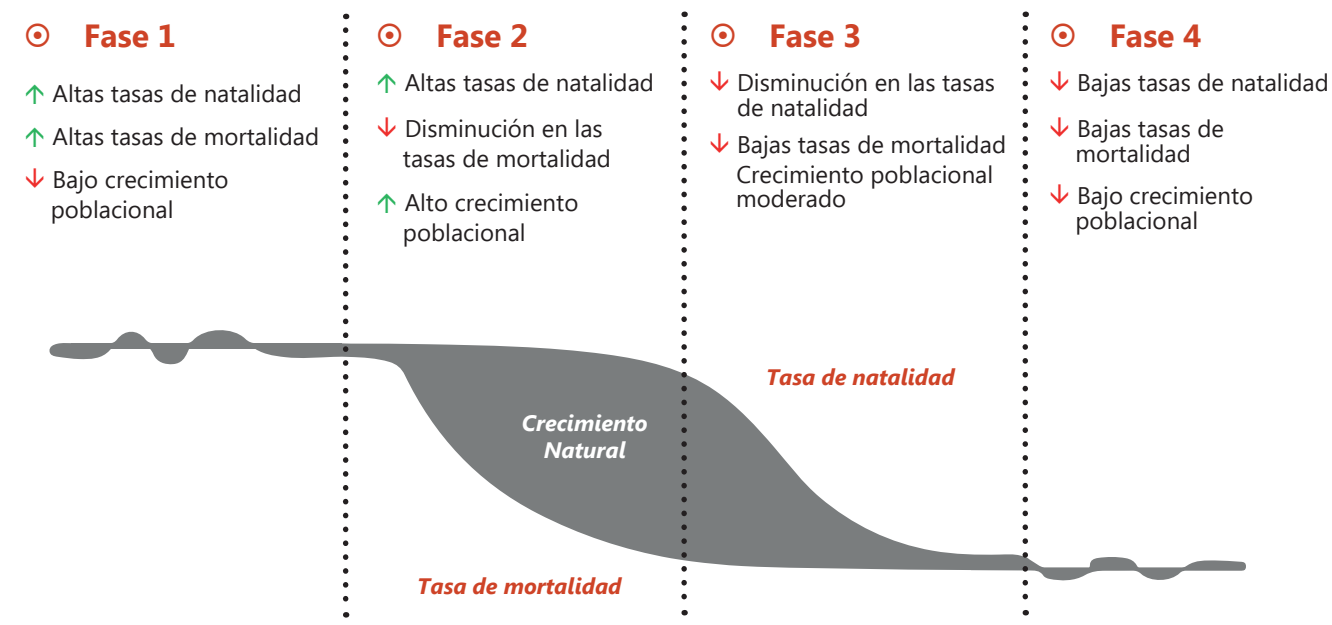 Fase 1
Altas tasas de natalidad
Altas tasas de mortalidad
Bajo crecimiento
poblacional
Fase 2
Altas tasas de natalidad
Disminución en las
tasas de mortalidad
Alto crecimiento
poblacional
Fase 3
Disminución en las tasas
de natalidad
Bajas tasas de mortalidad
Crecimiento poblacional
moderado
Fase 4
Bajas tasas de natalidad
Bajas tasas de
mortalidad
Bajo crecimiento
poblacional
Tasa de natalidad
Crecimiento
Natural
Tasa de mortalidad